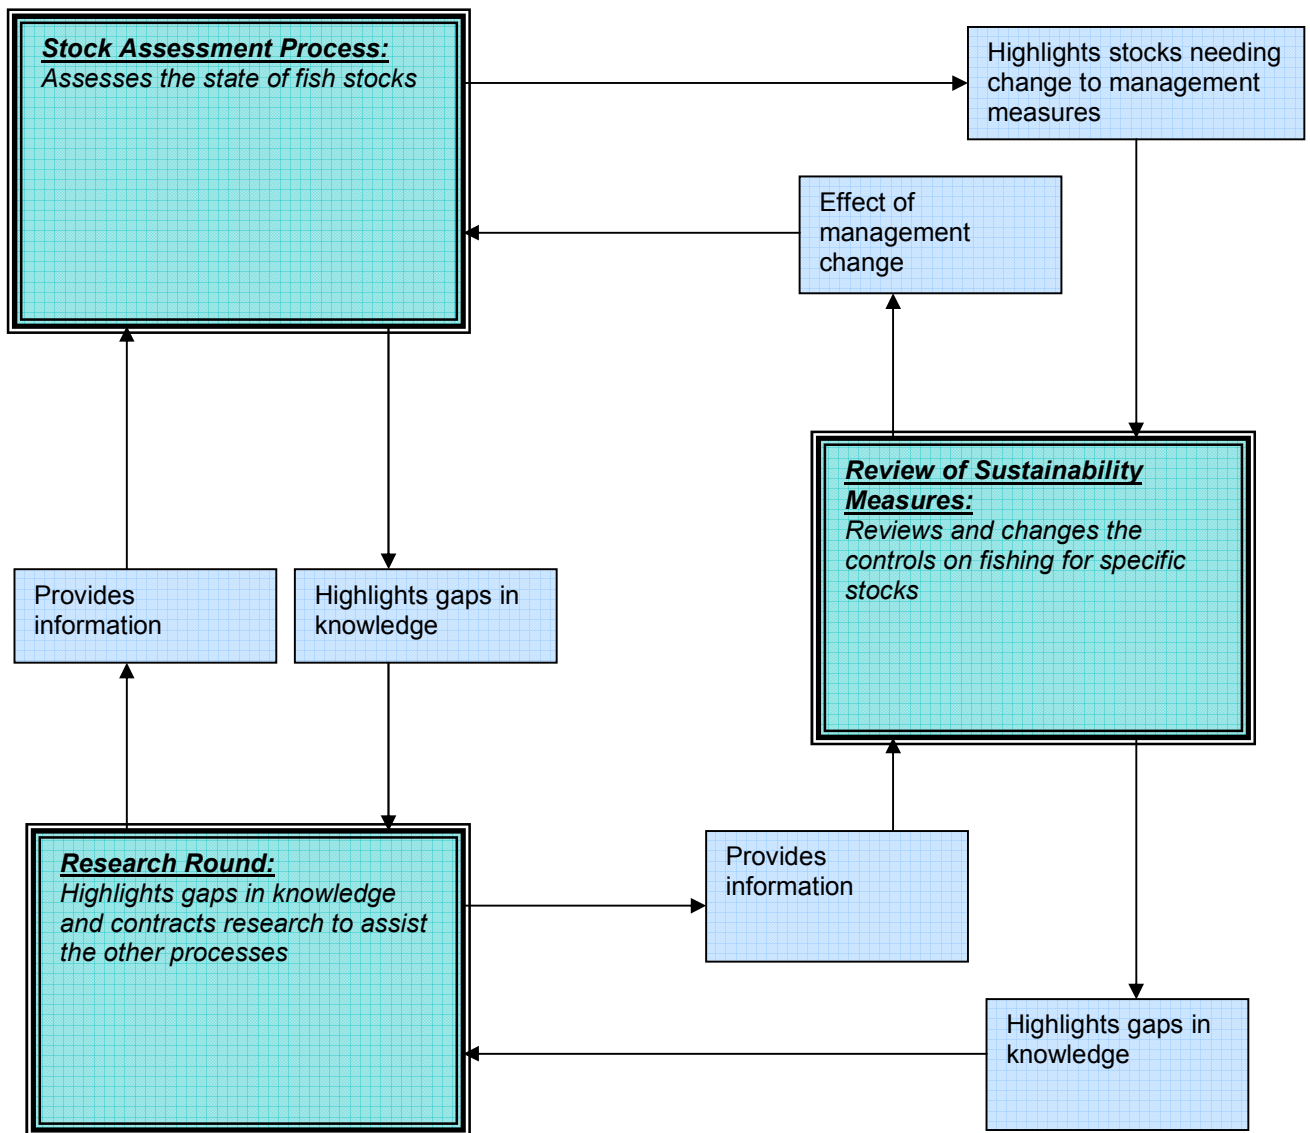 Stock Assessment Process:
Assesses the state of fish stocks
Highlights stocks needing
change to management
measures
Effect of
management
change
Review of Sustainability
Measures:
Reviews and changes the
controls on fishing for specific
stocks
Provides
information
Highlights gaps in
knowledge
Research Round:
Highlights gaps in knowledge
and contracts research to assist
the other processes
Provides
information
Highlights gaps in
knowledge